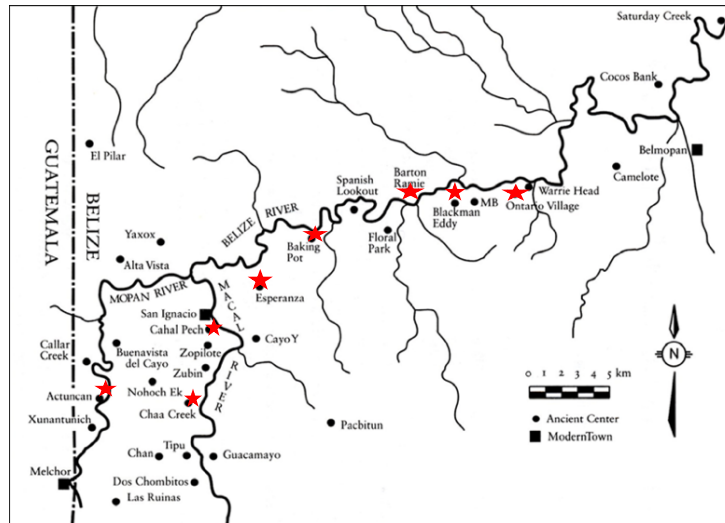 Saturday Creek
Cocos Bank
Belmopan
El Pilar
GUATEMALA
BELIZE
Camelote
Barton
Ramie
Spanish
Lookout
Warrie Head
MB
Ontario Village
Blackman
Eddy
BELIZE RIVER
Floral
Park
Baking
Pot
Yaxox
Alta Vista
MOPAN RIVER
MACAL RIVER
Esperanza
San Ignacio
Cahal Pech
Cayo Y
Zopilote
Buenavista
del Cayo
Callar
Creek
Zubin
Nohoch Ek
Actuncan
Chaa Creek
Xunantunich
Pacbitun
Tipu
Chan
Guacamayo
Melchor
Dos Chombitos
Las Ruinas
N
0 1 2 3 4 5 km
Ancient Center
ModernTown